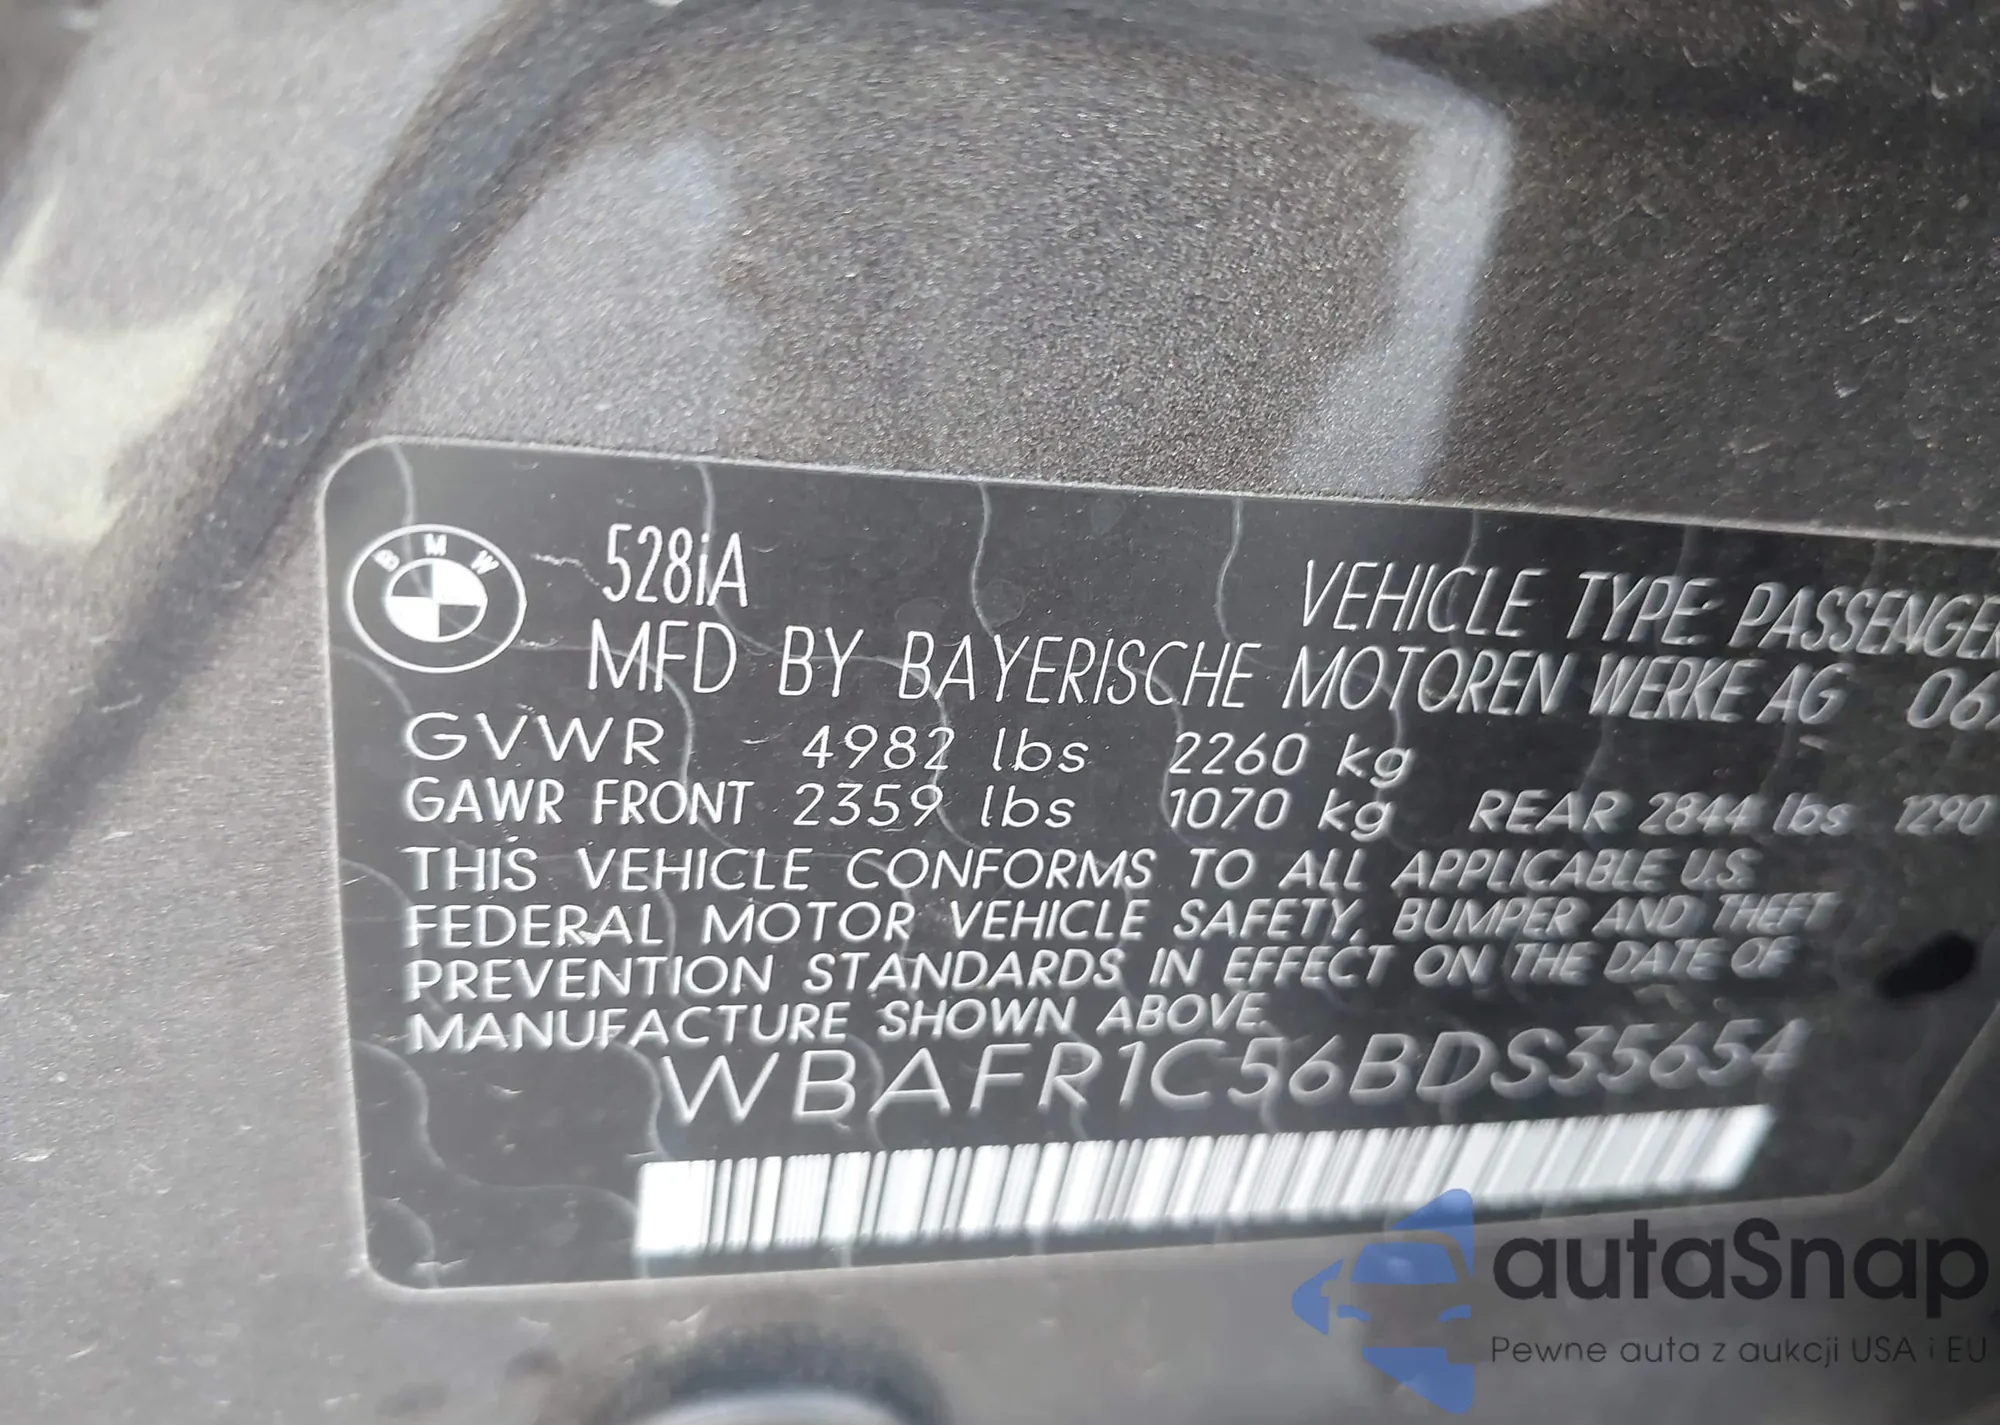 BMW
528iA
VEHICLE TYPE: PASSENGER
MFD BY BAYERISCHE MOTOREN WERKE AG 06
GVWR 4982 lbs 2260 kg
GAWR FRONT 2359 lbs 1070 kg REAR 2844 lbs 1290
THIS VEHICLE CONFORMS TO ALL APPLICABLE U.S.
FEDERAL MOTOR VEHICLE SAFETY, BUMPER AND THEFT
PREVENTION STANDARDS IN EFFECT ON THE DATE OF
MANUFACTURE SHOWN ABOVE.
WBAFR1C56BDS35654
autaSnap
Pewne auta z aukcji USA i EU